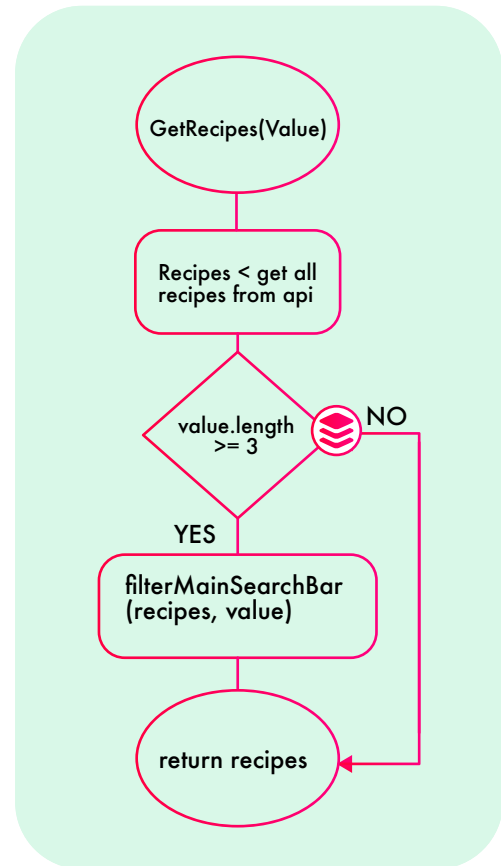 GetRecipes(Value)
Recipes < get all
recipes from api
value.length
>= 3
NO
YES
filterMainSearchBar
(recipes, value)
return recipes